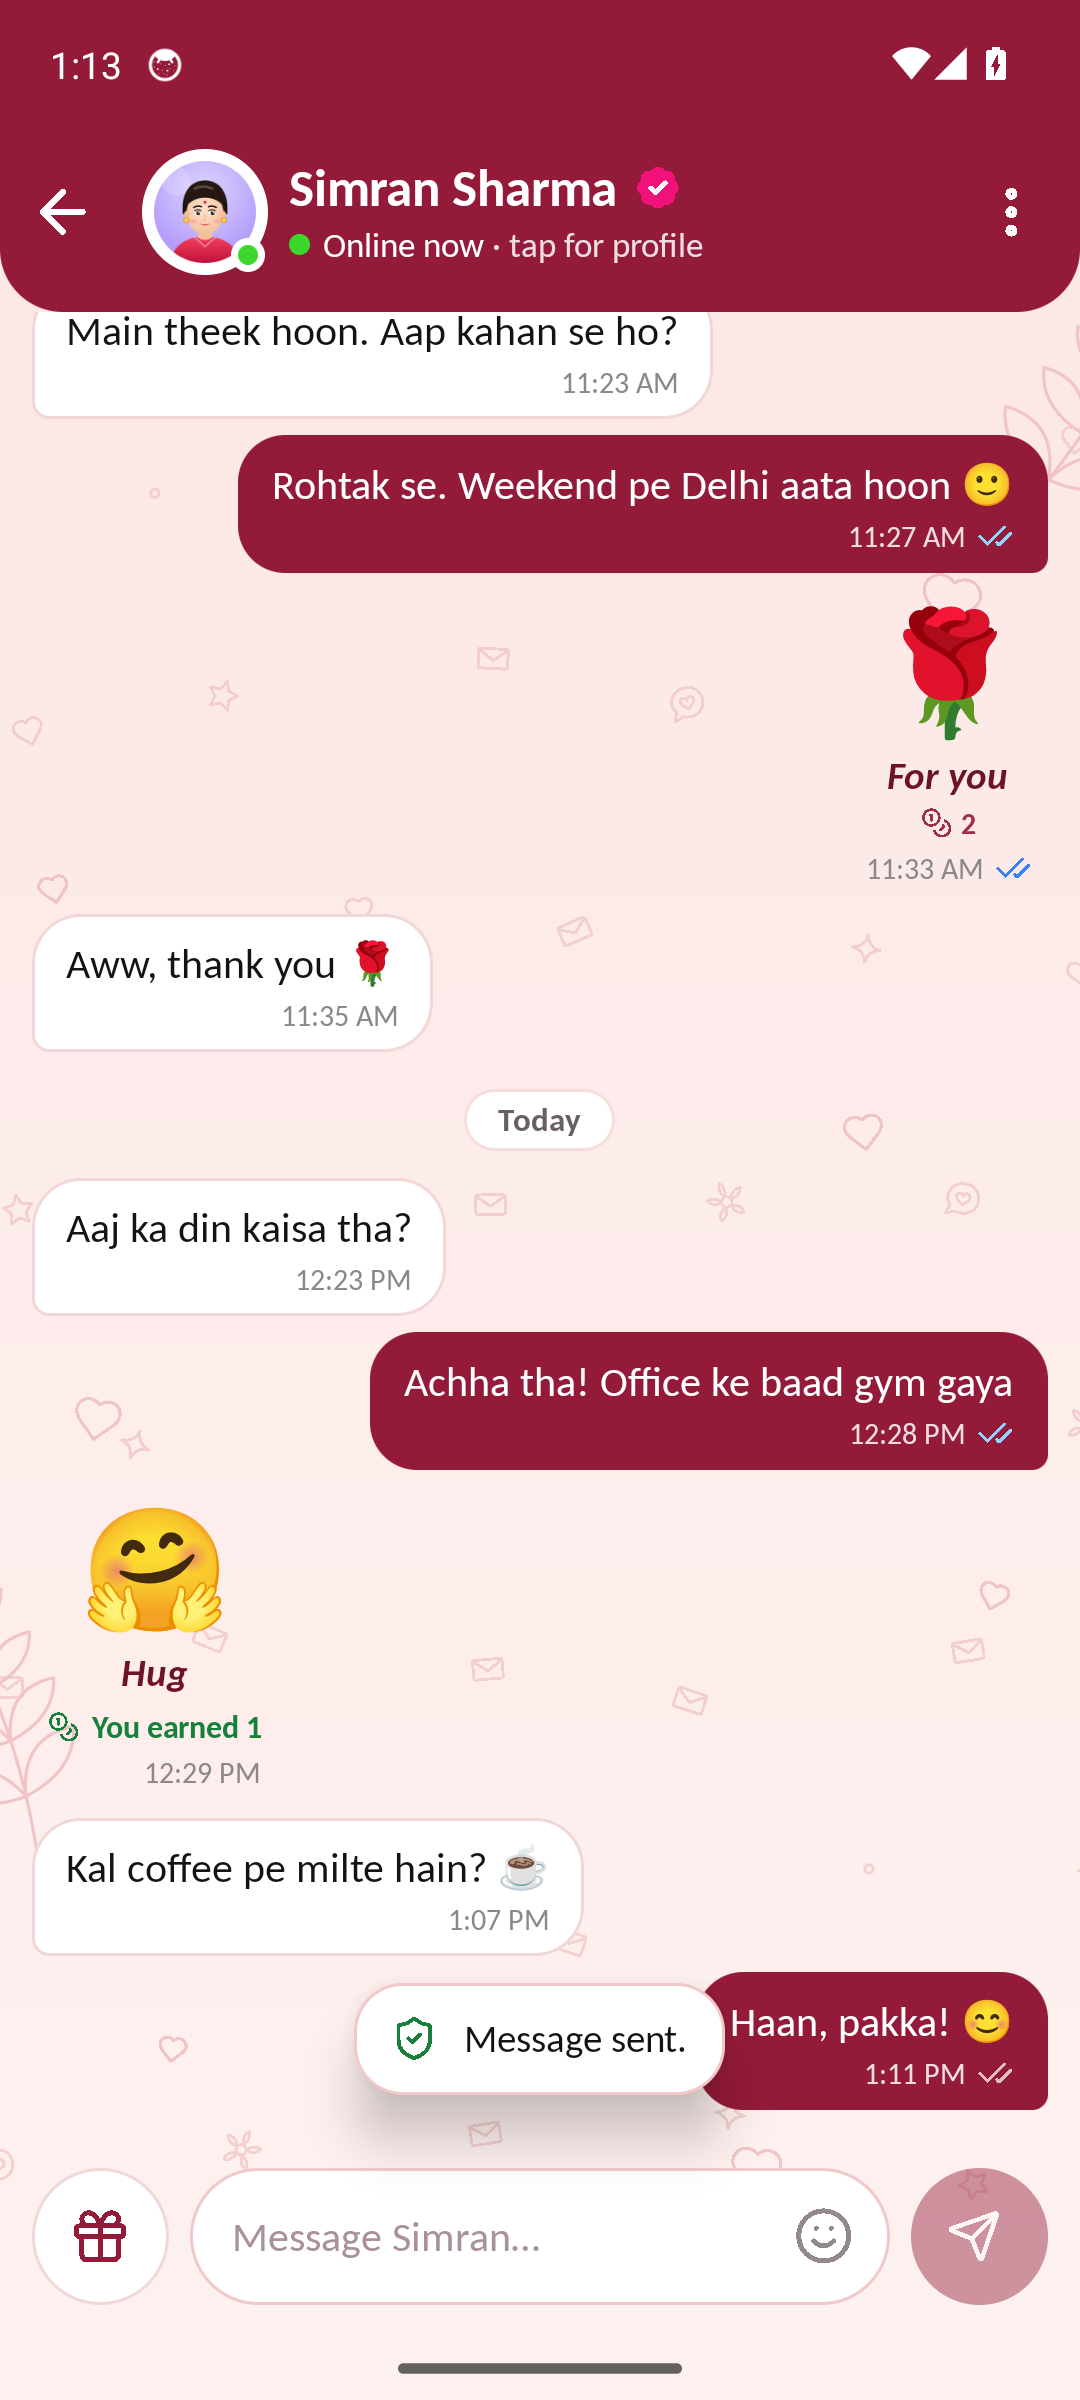 1:13
Simran Sharma
Online now · tap for profile
Main theek hoon. Aap kahan se ho?
11:23 AM
Rohtak se. Weekend pe Delhi aata hoon 🙂
11:27 AM
For you
2
11:33 AM
Aww, thank you 🌹
11:35 AM
Today
Aaj ka din kaisa tha?
12:23 PM
Achha tha! Office ke baad gym gaya
12:28 PM
Hug
You earned 1
12:29 PM
Kal coffee pe milte hain? ☕
1:07 PM
Haan, pakka! 😊
1:11 PM
Message sent.
Message Simran...